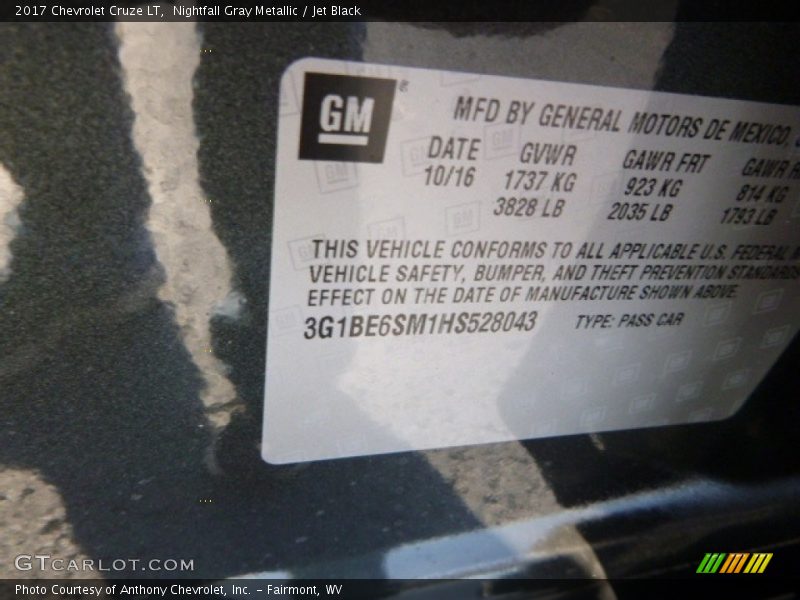 2017 Chevrolet Cruze LT,  Nightfall Gray Metallic / Jet Black
GM ®
MFD BY GENERAL MOTORS DE MEXICO,
DATE GVWR GAWR FRT GAWR
10/16 1737 KG 923 KG 814 KG
3828 LB 2035 LB 1793 LB
THIS VEHICLE CONFORMS TO ALL APPLICABLE U.S. FEDERAL
VEHICLE SAFETY, BUMPER, AND THEFT PREVENTION STANDARDS
EFFECT ON THE DATE OF MANUFACTURE SHOWN ABOVE.
3G1BE6SM1HS528043 TYPE: PASS CAR
GTCARLOT.COM
Photo Courtesy of Anthony Chevrolet, Inc. – Fairmont, WV